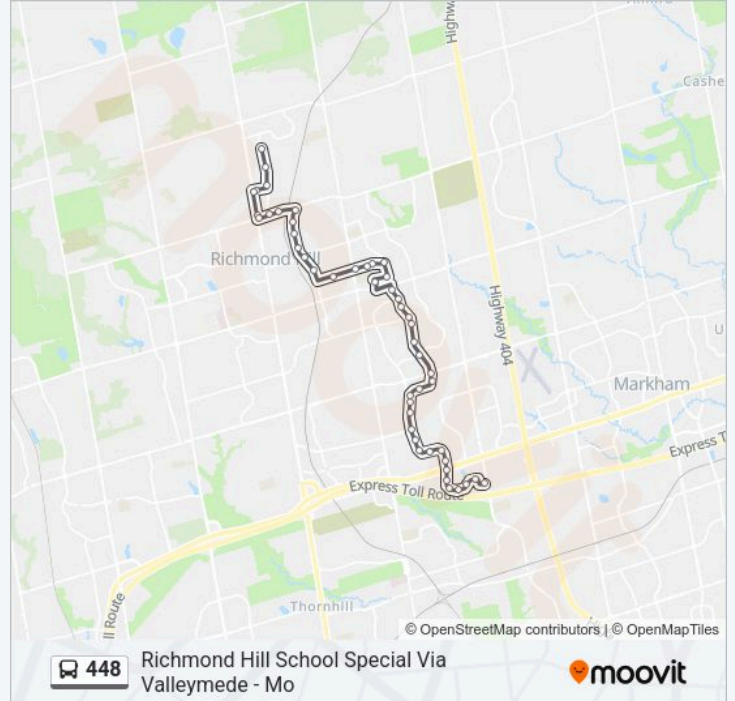 Highw
Cashe
Richmond Hill
Highway 404
U
Markham
Express T
Express Toll Route
ll Route
Thornhill
© OpenStreetMap contributors | © OpenMapTiles
448
Richmond Hill School Special Via
Valleymede - Mo
moovit